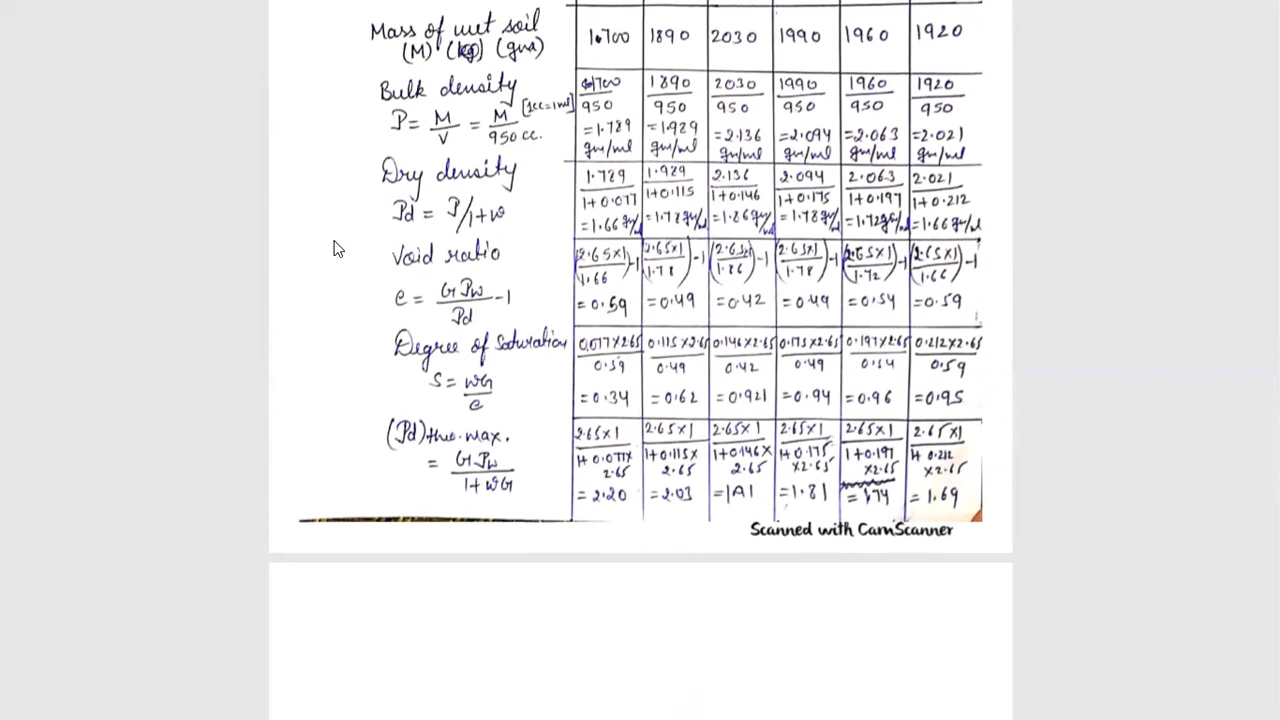 Mass of wet soil (M) (kg) (gm) 1.700 1890 2030 1990 1960 1920
Bulk density 1700/950 1890/950 2030/950 1990/950 1960/950 1920/950
P = M/V = M/950 cc. [1cc=1ml] =1.789 gm/ml =1.989 gm/ml =2.136 gm/ml =2.094 gm/ml =2.063 gm/ml =2.021 gm/ml
Dry density 1.789/1+0.077 1.989/1+0.115 2.136/1+0.146 2.094/1+0.175 2.063/1+0.197 2.021/1+0.212
Pd = P/1+w =1.66 gm/ml =1.78 gm/ml =1.86 gm/ml =1.78 gm/ml =1.72 gm/ml =1.66 gm/ml
Void ratio (2.65×1/1.66)-1 (2.65×1/1.78)-1 (2.65×1/1.86)-1 (2.65×1/1.78)-1 (2.65×1/1.72)-1 (2.65×1/1.66)-1
e = GPw/Pd -1 =0.59 =0.49 =0.42 =0.49 =0.54 =0.59
Degree of Saturation 0.077×2.65/0.59 0.115×2.65/0.49 0.146×2.65/0.42 0.175×2.65/0.49 0.197×2.65/0.54 0.212×2.65/0.59
S = wG/e =0.34 =0.62 =0.921 =0.94 =0.96 =0.95
(Pd)theo.max. 2.65×1/1+0.077×2.65 2.65×1/1+0.115×2.65 2.65×1/1+0.146×2.65 2.65×1/1+0.175×2.65 2.65×1/1+0.197×2.65 2.65×1/1+0.212×2.65
= GPw/1+wG =2.20 =2.03 =1.91 =1.81 =1.74 =1.69
Scanned with CamScanner